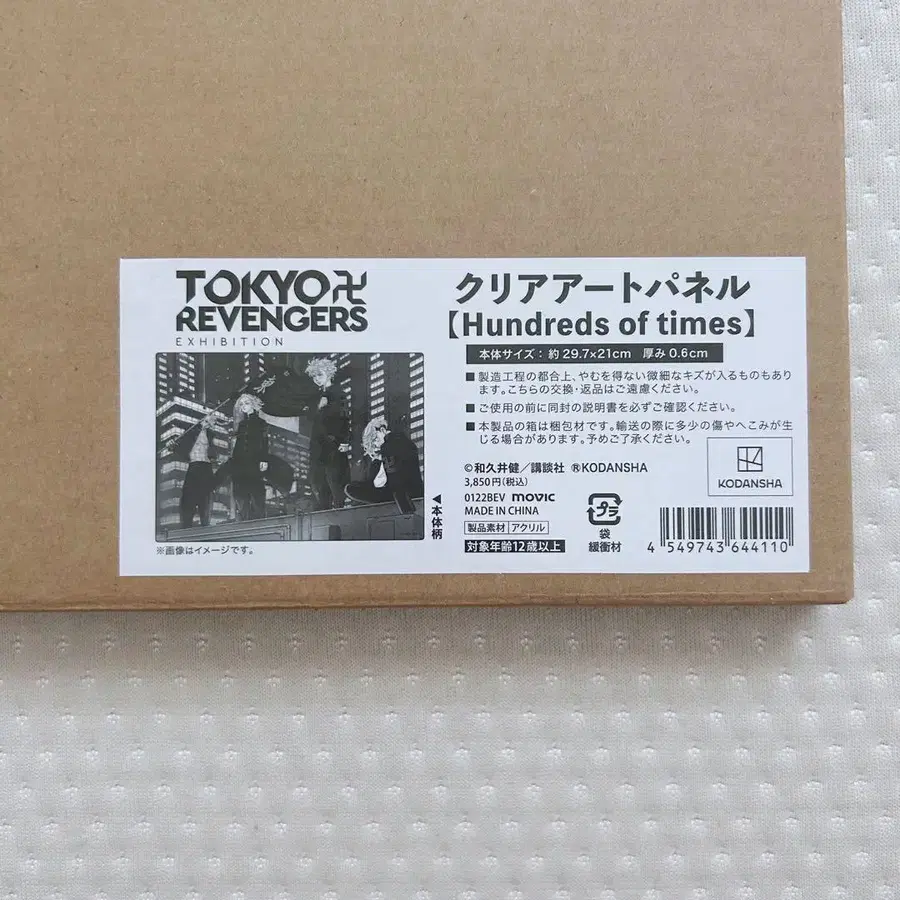 TOKYO卍
REVENGERS
EXHIBITION
※画像はイメージです。
◀本体柄
クリアアートパネル
【Hundreds of times】
本体サイズ：約29.7×21cm 厚み0.6cm
■製造工程の都合上、やむを得ない微細なキズが入るものもあり
ます。こちらの交換・返品はご遠慮ください。
■ご使用の前に同封の説明書を必ずご確認ください。
■本製品の箱は梱包材です。輸送の際に多少の傷やへこみが生
じる場合があります。予めご了承ください。
©和久井健／講談社 ®KODANSHA
3,850円(税込)
0122BEV movic
MADE IN CHINA
製品素材 アクリル
対象年齢12歳以上
プラ
袋
緩衝材
KODANSHA
4 549743 644110